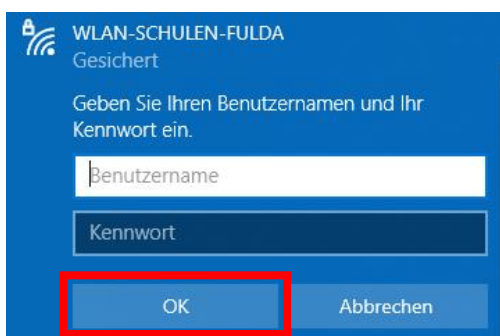 WLAN-SCHULEN-FULDA
Gesichert
Geben Sie Ihren Benutzernamen und Ihr
Kennwort ein.
Benutzername
Kennwort
OK Abbrechen